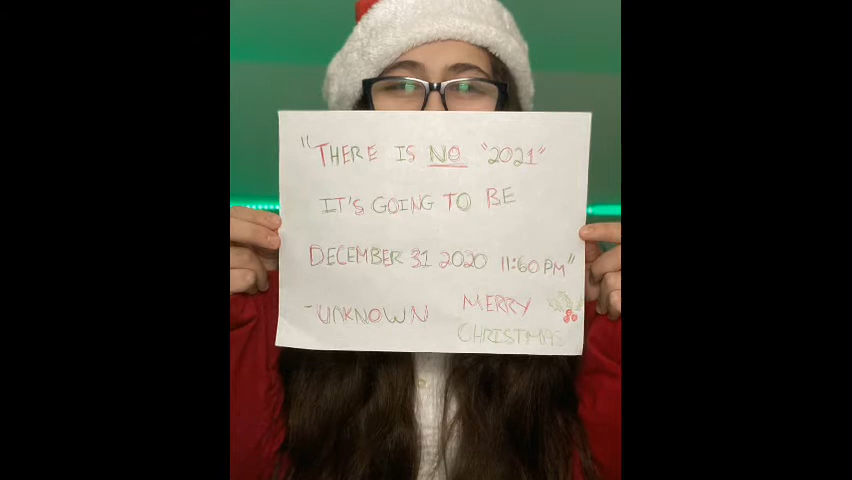 "THERE IS NO "2021"
IT'S GOING TO BE
DECEMBER 31 2020 11:60 PM"
-UNKNOWN
MERRY
CHRISTMAS